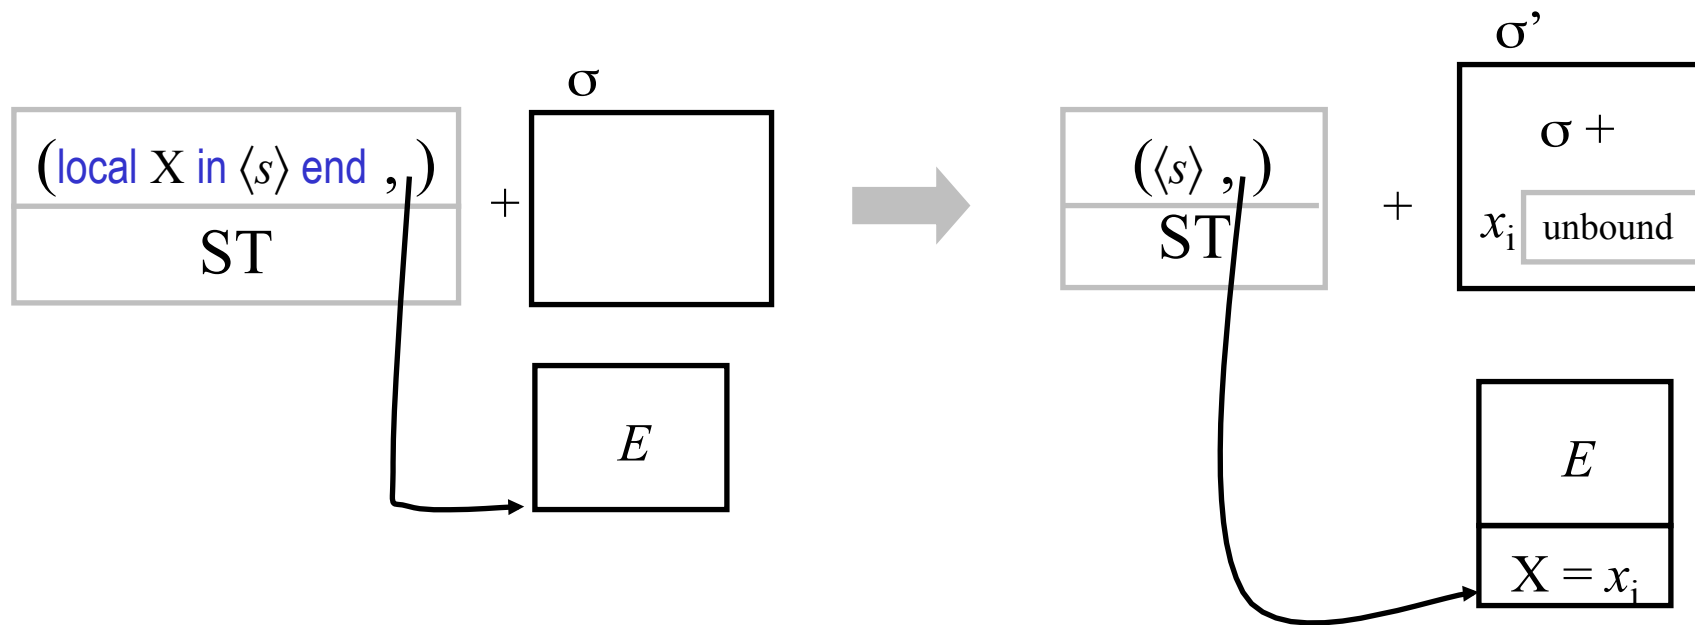 σ
(local X in ⟨s⟩ end , )
ST
+
E
σ’
(⟨s⟩ , )
ST
+
σ +
xᵢ unbound
E
X = xᵢ